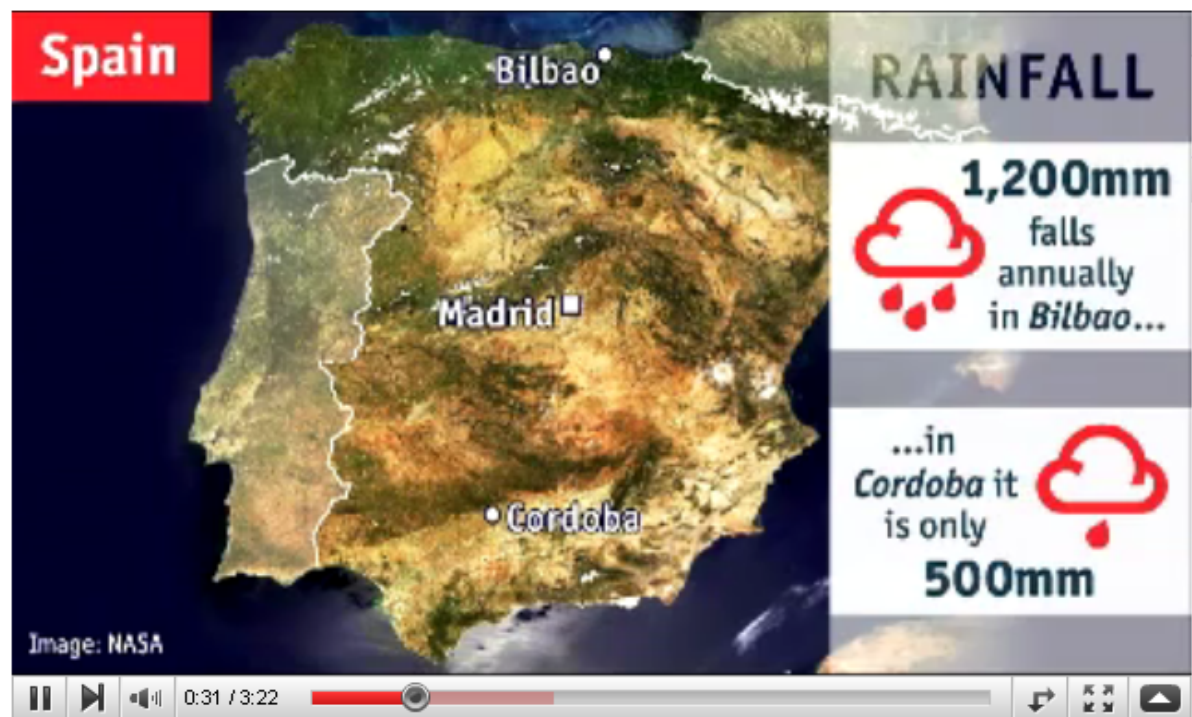 Spain
Bilbao
Madrid
Cordoba
Image: NASA
RAINFALL
1,200mm
falls
annually
in Bilbao...
...in
Cordoba it
is only
500mm
0:31 / 3:22